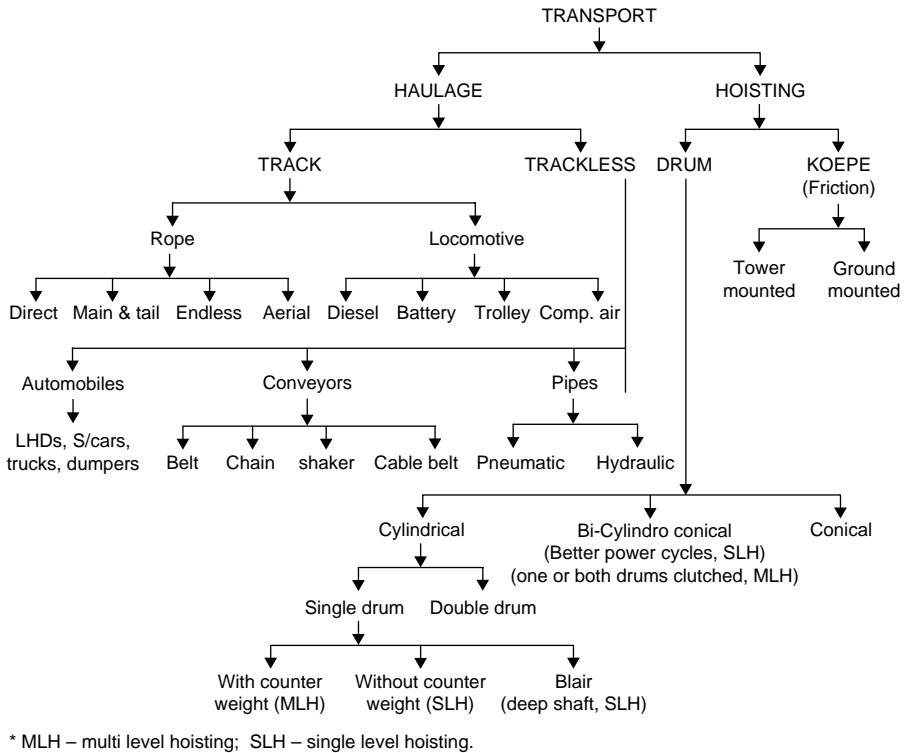 TRANSPORT
HAULAGE
HOISTING
TRACK
TRACKLESS
DRUM
KOEPE
(Friction)
Rope
Locomotive
Tower
mounted
Ground
mounted
Direct
Main & tail
Endless
Aerial
Diesel
Battery
Trolley
Comp. air
Automobiles
Conveyors
Pipes
LHDs, S/cars,
trucks, dumpers
Belt
Chain
shaker
Cable belt
Pneumatic
Hydraulic
Cylindrical
Bi-Cylindro conical
(Better power cycles, SLH)
(one or both drums clutched, MLH)
Conical
Single drum
Double drum
With counter
weight (MLH)
Without counter
weight (SLH)
Blair
(deep shaft, SLH)
* MLH – multi level hoisting; SLH – single level hoisting.